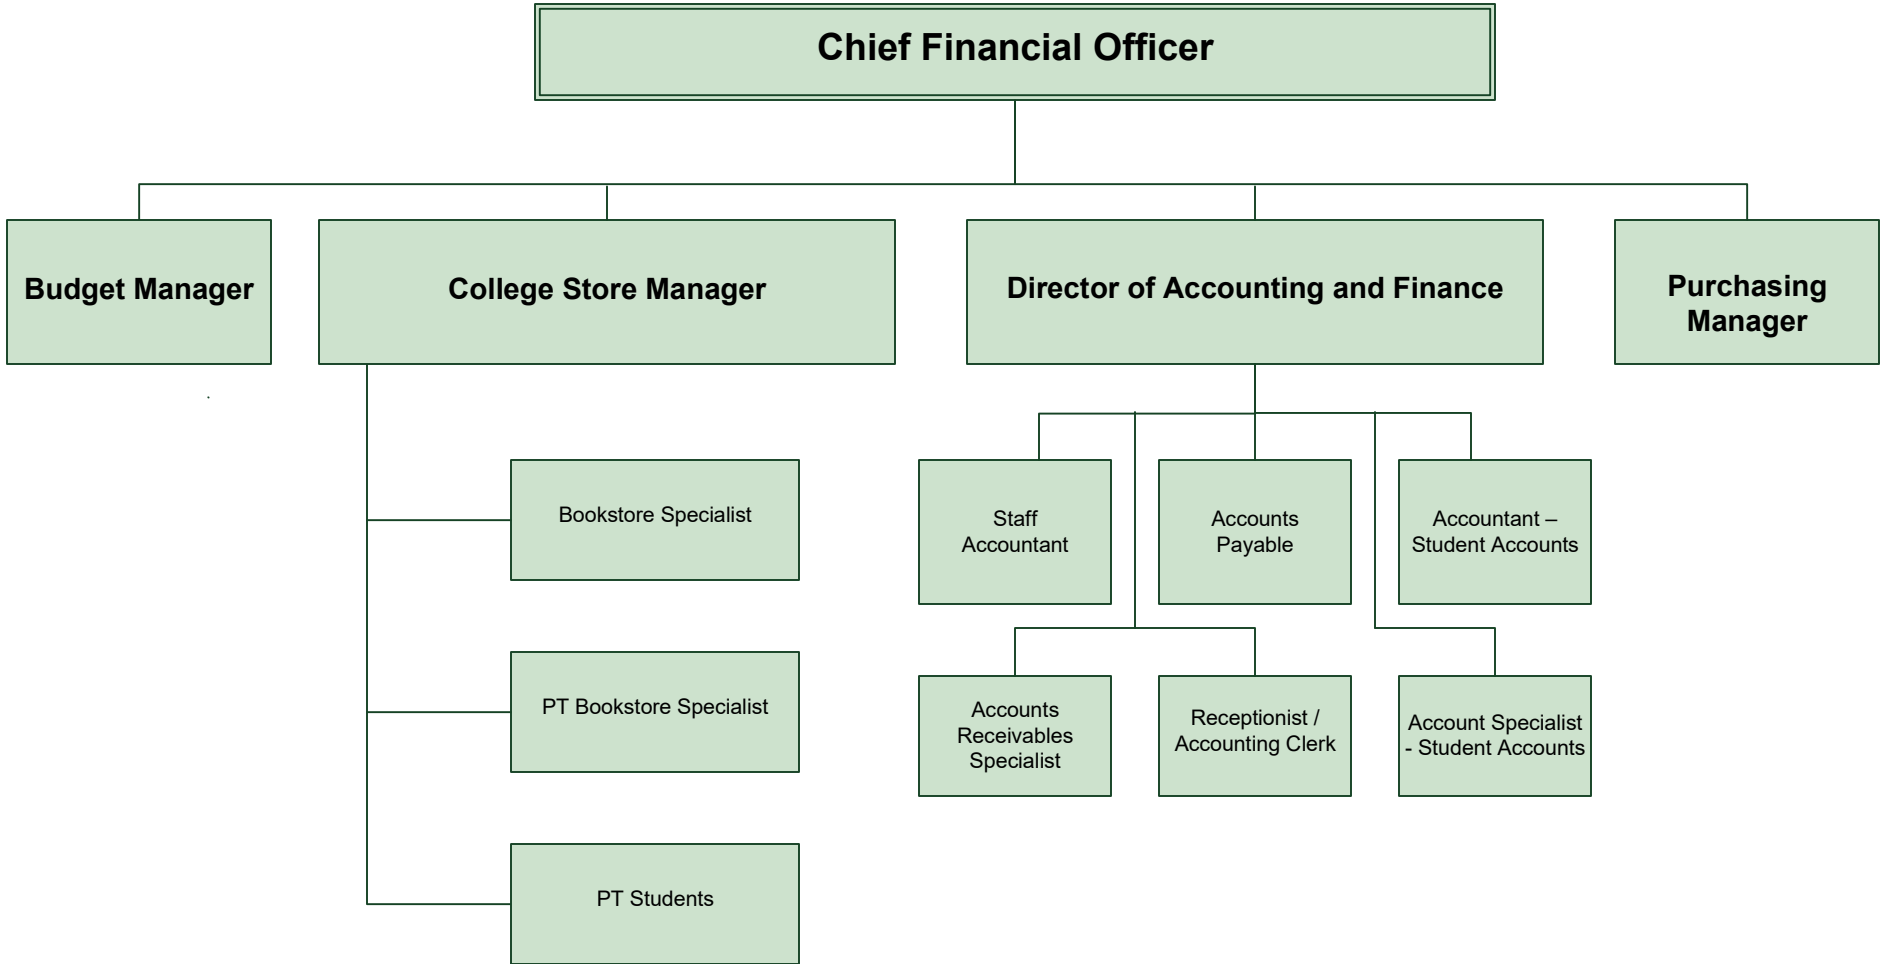 Chief Financial Officer
Budget Manager
College Store Manager
Director of Accounting and Finance
Purchasing
Manager
Bookstore Specialist
PT Bookstore Specialist
PT Students
Staff
Accountant
Accounts
Payable
Accountant –
Student Accounts
Accounts
Receivables
Specialist
Receptionist /
Accounting Clerk
Account Specialist
- Student Accounts